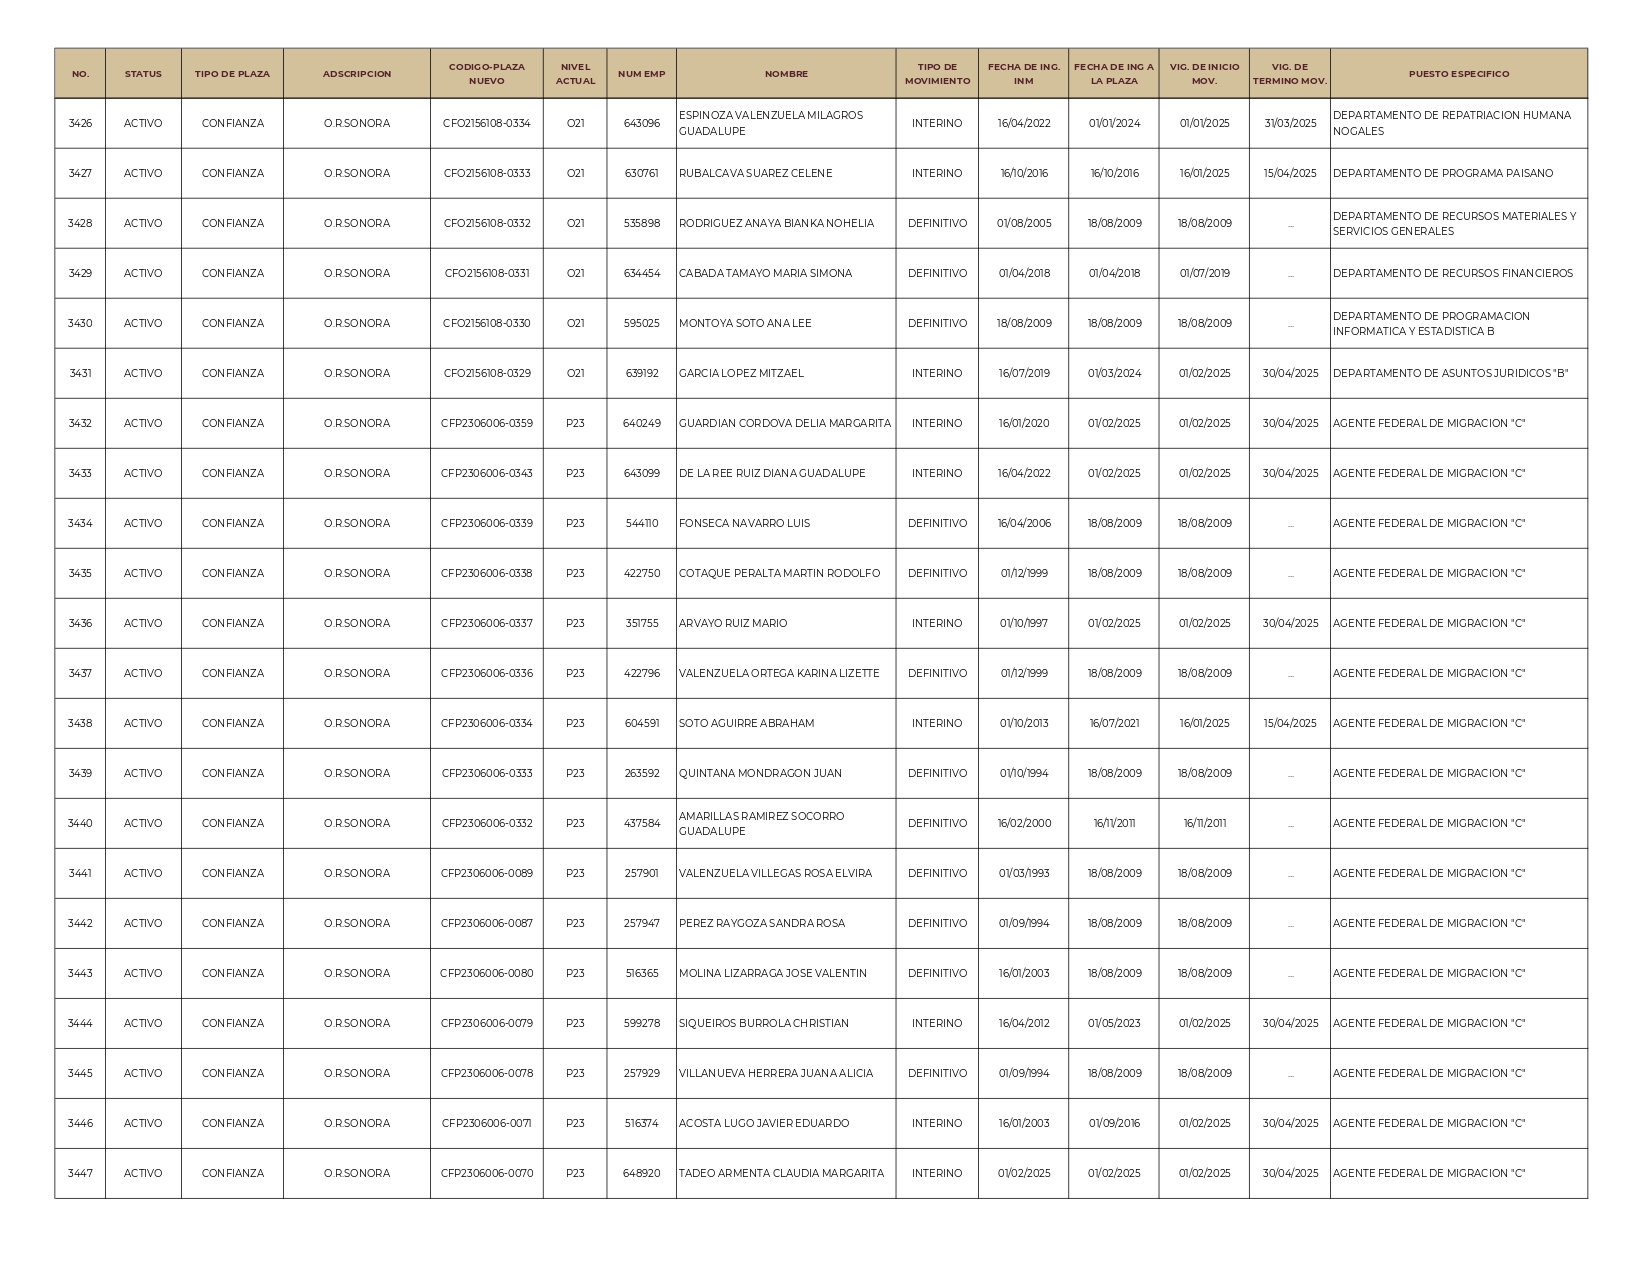 NO. STATUS TIPO DE PLAZA ADSCRIPCION CODIGO-PLAZA NUEVO NIVEL ACTUAL NUM EMP NOMBRE TIPO DE MOVIMIENTO FECHA DE ING. INM FECHA DE ING A LA PLAZA VIG. DE INICIO MOV. VIG. DE TERMINO MOV. PUESTO ESPECIFICO
3426 ACTIVO CONFIANZA O.R.SONORA CFO2156108-0334 O21 643096 ESPINOZA VALENZUELA MILAGROS GUADALUPE INTERINO 16/04/2022 01/01/2024 01/01/2025 31/03/2025 DEPARTAMENTO DE REPATRIACION HUMANA NOGALES
3427 ACTIVO CONFIANZA O.R.SONORA CFO2156108-0333 O21 630761 RUBALCAVA SUAREZ CELENE INTERINO 16/10/2016 16/10/2016 16/01/2025 15/04/2025 DEPARTAMENTO DE PROGRAMA PAISANO
3428 ACTIVO CONFIANZA O.R.SONORA CFO2156108-0332 O21 535898 RODRIGUEZ ANAYA BIANKA NOHELIA DEFINITIVO 01/08/2005 18/08/2009 18/08/2009 ... DEPARTAMENTO DE RECURSOS MATERIALES Y SERVICIOS GENERALES
3429 ACTIVO CONFIANZA O.R.SONORA CFO2156108-0331 O21 634454 CABADA TAMAYO MARIA SIMONA DEFINITIVO 01/04/2018 01/04/2018 01/07/2019 ... DEPARTAMENTO DE RECURSOS FINANCIEROS
3430 ACTIVO CONFIANZA O.R.SONORA CFO2156108-0330 O21 595025 MONTOYA SOTO ANA LEE DEFINITIVO 18/08/2009 18/08/2009 18/08/2009 ... DEPARTAMENTO DE PROGRAMACION INFORMATICA Y ESTADISTICA B
3431 ACTIVO CONFIANZA O.R.SONORA CFO2156108-0329 O21 639192 GARCIA LOPEZ MITZAEL INTERINO 16/07/2019 01/03/2024 01/02/2025 30/04/2025 DEPARTAMENTO DE ASUNTOS JURIDICOS "B"
3432 ACTIVO CONFIANZA O.R.SONORA CFP2306006-0359 P23 640249 GUARDIAN CORDOVA DELIA MARGARITA INTERINO 16/01/2020 01/02/2025 01/02/2025 30/04/2025 AGENTE FEDERAL DE MIGRACION "C"
3433 ACTIVO CONFIANZA O.R.SONORA CFP2306006-0343 P23 643099 DE LA REE RUIZ DIANA GUADALUPE INTERINO 16/04/2022 01/02/2025 01/02/2025 30/04/2025 AGENTE FEDERAL DE MIGRACION "C"
3434 ACTIVO CONFIANZA O.R.SONORA CFP2306006-0339 P23 544110 FONSECA NAVARRO LUIS DEFINITIVO 16/04/2006 18/08/2009 18/08/2009 ... AGENTE FEDERAL DE MIGRACION "C"
3435 ACTIVO CONFIANZA O.R.SONORA CFP2306006-0338 P23 422750 COTAQUE PERALTA MARTIN RODOLFO DEFINITIVO 01/12/1999 18/08/2009 18/08/2009 ... AGENTE FEDERAL DE MIGRACION "C"
3436 ACTIVO CONFIANZA O.R.SONORA CFP2306006-0337 P23 351755 ARVAYO RUIZ MARIO INTERINO 01/10/1997 01/02/2025 01/02/2025 30/04/2025 AGENTE FEDERAL DE MIGRACION "C"
3437 ACTIVO CONFIANZA O.R.SONORA CFP2306006-0336 P23 422796 VALENZUELA ORTEGA KARINA LIZETTE DEFINITIVO 01/12/1999 18/08/2009 18/08/2009 ... AGENTE FEDERAL DE MIGRACION "C"
3438 ACTIVO CONFIANZA O.R.SONORA CFP2306006-0334 P23 604591 SOTO AGUIRRE ABRAHAM INTERINO 01/10/2013 16/07/2021 16/01/2025 15/04/2025 AGENTE FEDERAL DE MIGRACION "C"
3439 ACTIVO CONFIANZA O.R.SONORA CFP2306006-0333 P23 263592 QUINTANA MONDRAGON JUAN DEFINITIVO 01/10/1994 18/08/2009 18/08/2009 ... AGENTE FEDERAL DE MIGRACION "C"
3440 ACTIVO CONFIANZA O.R.SONORA CFP2306006-0332 P23 437584 AMARILLAS RAMIREZ SOCORRO GUADALUPE DEFINITIVO 16/02/2000 16/11/2011 16/11/2011 ... AGENTE FEDERAL DE MIGRACION "C"
3441 ACTIVO CONFIANZA O.R.SONORA CFP2306006-0089 P23 257901 VALENZUELA VILLEGAS ROSA ELVIRA DEFINITIVO 01/03/1993 18/08/2009 18/08/2009 ... AGENTE FEDERAL DE MIGRACION "C"
3442 ACTIVO CONFIANZA O.R.SONORA CFP2306006-0087 P23 257947 PEREZ RAYGOZA SANDRA ROSA DEFINITIVO 01/09/1994 18/08/2009 18/08/2009 ... AGENTE FEDERAL DE MIGRACION "C"
3443 ACTIVO CONFIANZA O.R.SONORA CFP2306006-0080 P23 516365 MOLINA LIZARRAGA JOSE VALENTIN DEFINITIVO 16/01/2003 18/08/2009 18/08/2009 ... AGENTE FEDERAL DE MIGRACION "C"
3444 ACTIVO CONFIANZA O.R.SONORA CFP2306006-0079 P23 599278 SIQUEIROS BURROLA CHRISTIAN INTERINO 16/04/2012 01/05/2023 01/02/2025 30/04/2025 AGENTE FEDERAL DE MIGRACION "C"
3445 ACTIVO CONFIANZA O.R.SONORA CFP2306006-0078 P23 257929 VILLANUEVA HERRERA JUANA ALICIA DEFINITIVO 01/09/1994 18/08/2009 18/08/2009 ... AGENTE FEDERAL DE MIGRACION "C"
3446 ACTIVO CONFIANZA O.R.SONORA CFP2306006-0071 P23 516374 ACOSTA LUGO JAVIER EDUARDO INTERINO 16/01/2003 01/09/2016 01/02/2025 30/04/2025 AGENTE FEDERAL DE MIGRACION "C"
3447 ACTIVO CONFIANZA O.R.SONORA CFP2306006-0070 P23 648920 TADEO ARMENTA CLAUDIA MARGARITA INTERINO 01/02/2025 01/02/2025 01/02/2025 30/04/2025 AGENTE FEDERAL DE MIGRACION "C"